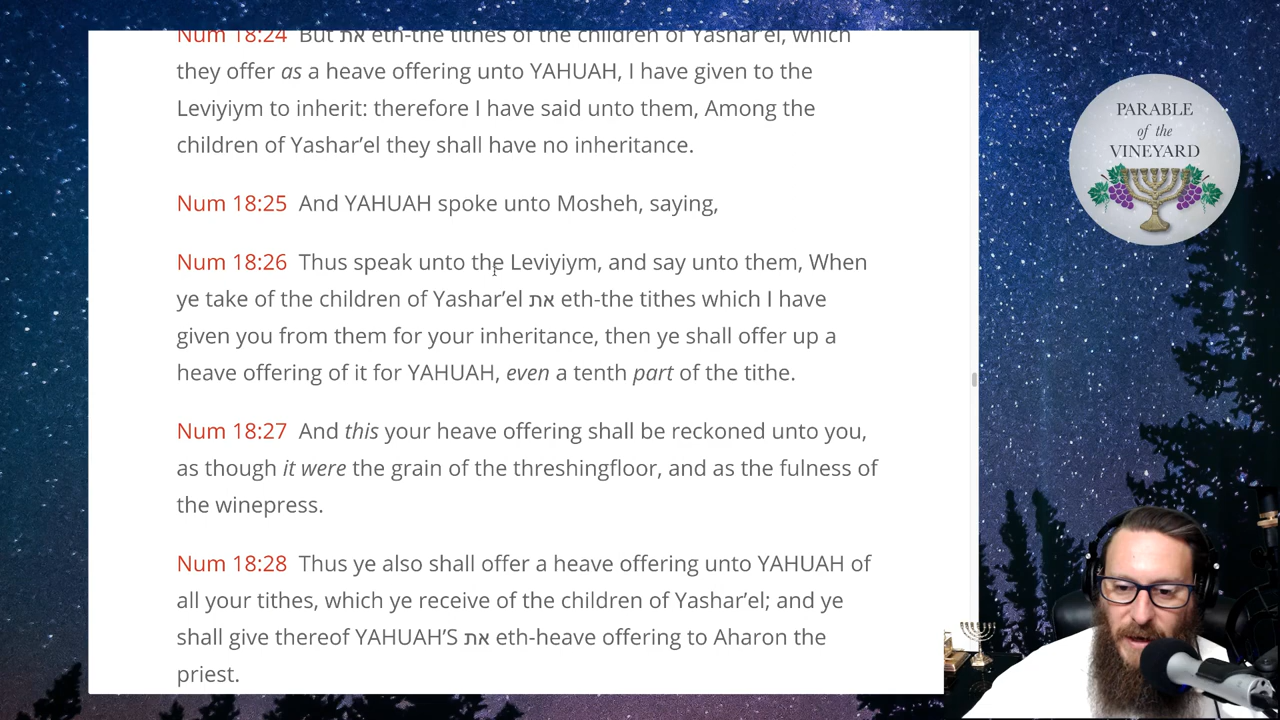 Num 18:24 But את eth-the tithes of the children of Yashar'el, which
they offer as a heave offering unto YAHUAH, I have given to the
Leviyiym to inherit: therefore I have said unto them, Among the
children of Yashar’el they shall have no inheritance.
Num 18:25 And YAHUAH spoke unto Mosheh, saying,
Num 18:26 Thus speak unto the Leviyiym, and say unto them, When
ye take of the children of Yashar’el את eth-the tithes which I have
given you from them for your inheritance, then ye shall offer up a
heave offering of it for YAHUAH, even a tenth part of the tithe.
Num 18:27 And this your heave offering shall be reckoned unto you,
as though it were the grain of the threshingfloor, and as the fulness of
the winepress.
Num 18:28 Thus ye also shall offer a heave offering unto YAHUAH of
all your tithes, which ye receive of the children of Yashar’el; and ye
shall give thereof YAHUAH’S את eth-heave offering to Aharon the
priest.
PARABLE
of the
VINEYARD